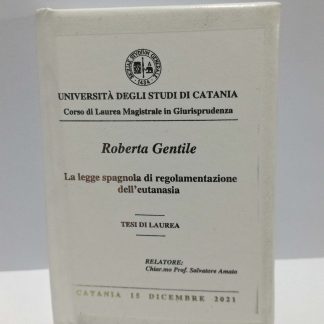 UNIVERSITÀ DEGLI STUDI DI CATANIA
Corso di Laurea Magistrale in Giurisprudenza
Roberta Gentile
La legge spagnola di regolamentazione
dell'eutanasia
TESI DI LAUREA
RELATORE:
Chiar.mo Prof. Salvatore Amato
CATANIA 15 DICEMBRE 2021